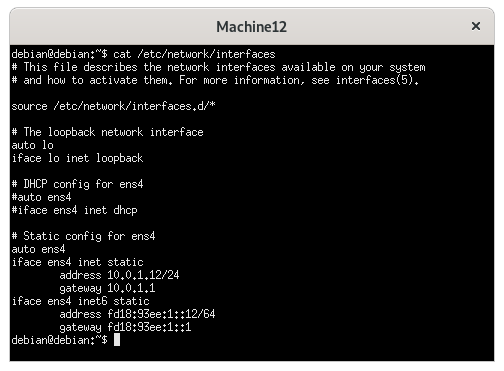 Machine12
×
debian@debian:~$ cat /etc/network/interfaces
# This file describes the network interfaces available on your system
# and how to activate them. For more information, see interfaces(5).

source /etc/network/interfaces.d/*

# The loopback network interface
auto lo
iface lo inet loopback

# DHCP config for ens4
#auto ens4
#iface ens4 inet dhcp

# Static config for ens4
auto ens4
iface ens4 inet static
        address 10.0.1.12/24
        gateway 10.0.1.1
iface ens4 inet6 static
        address fd18:93ee:1::12/64
        gateway fd18:93ee:1::1
debian@debian:~$